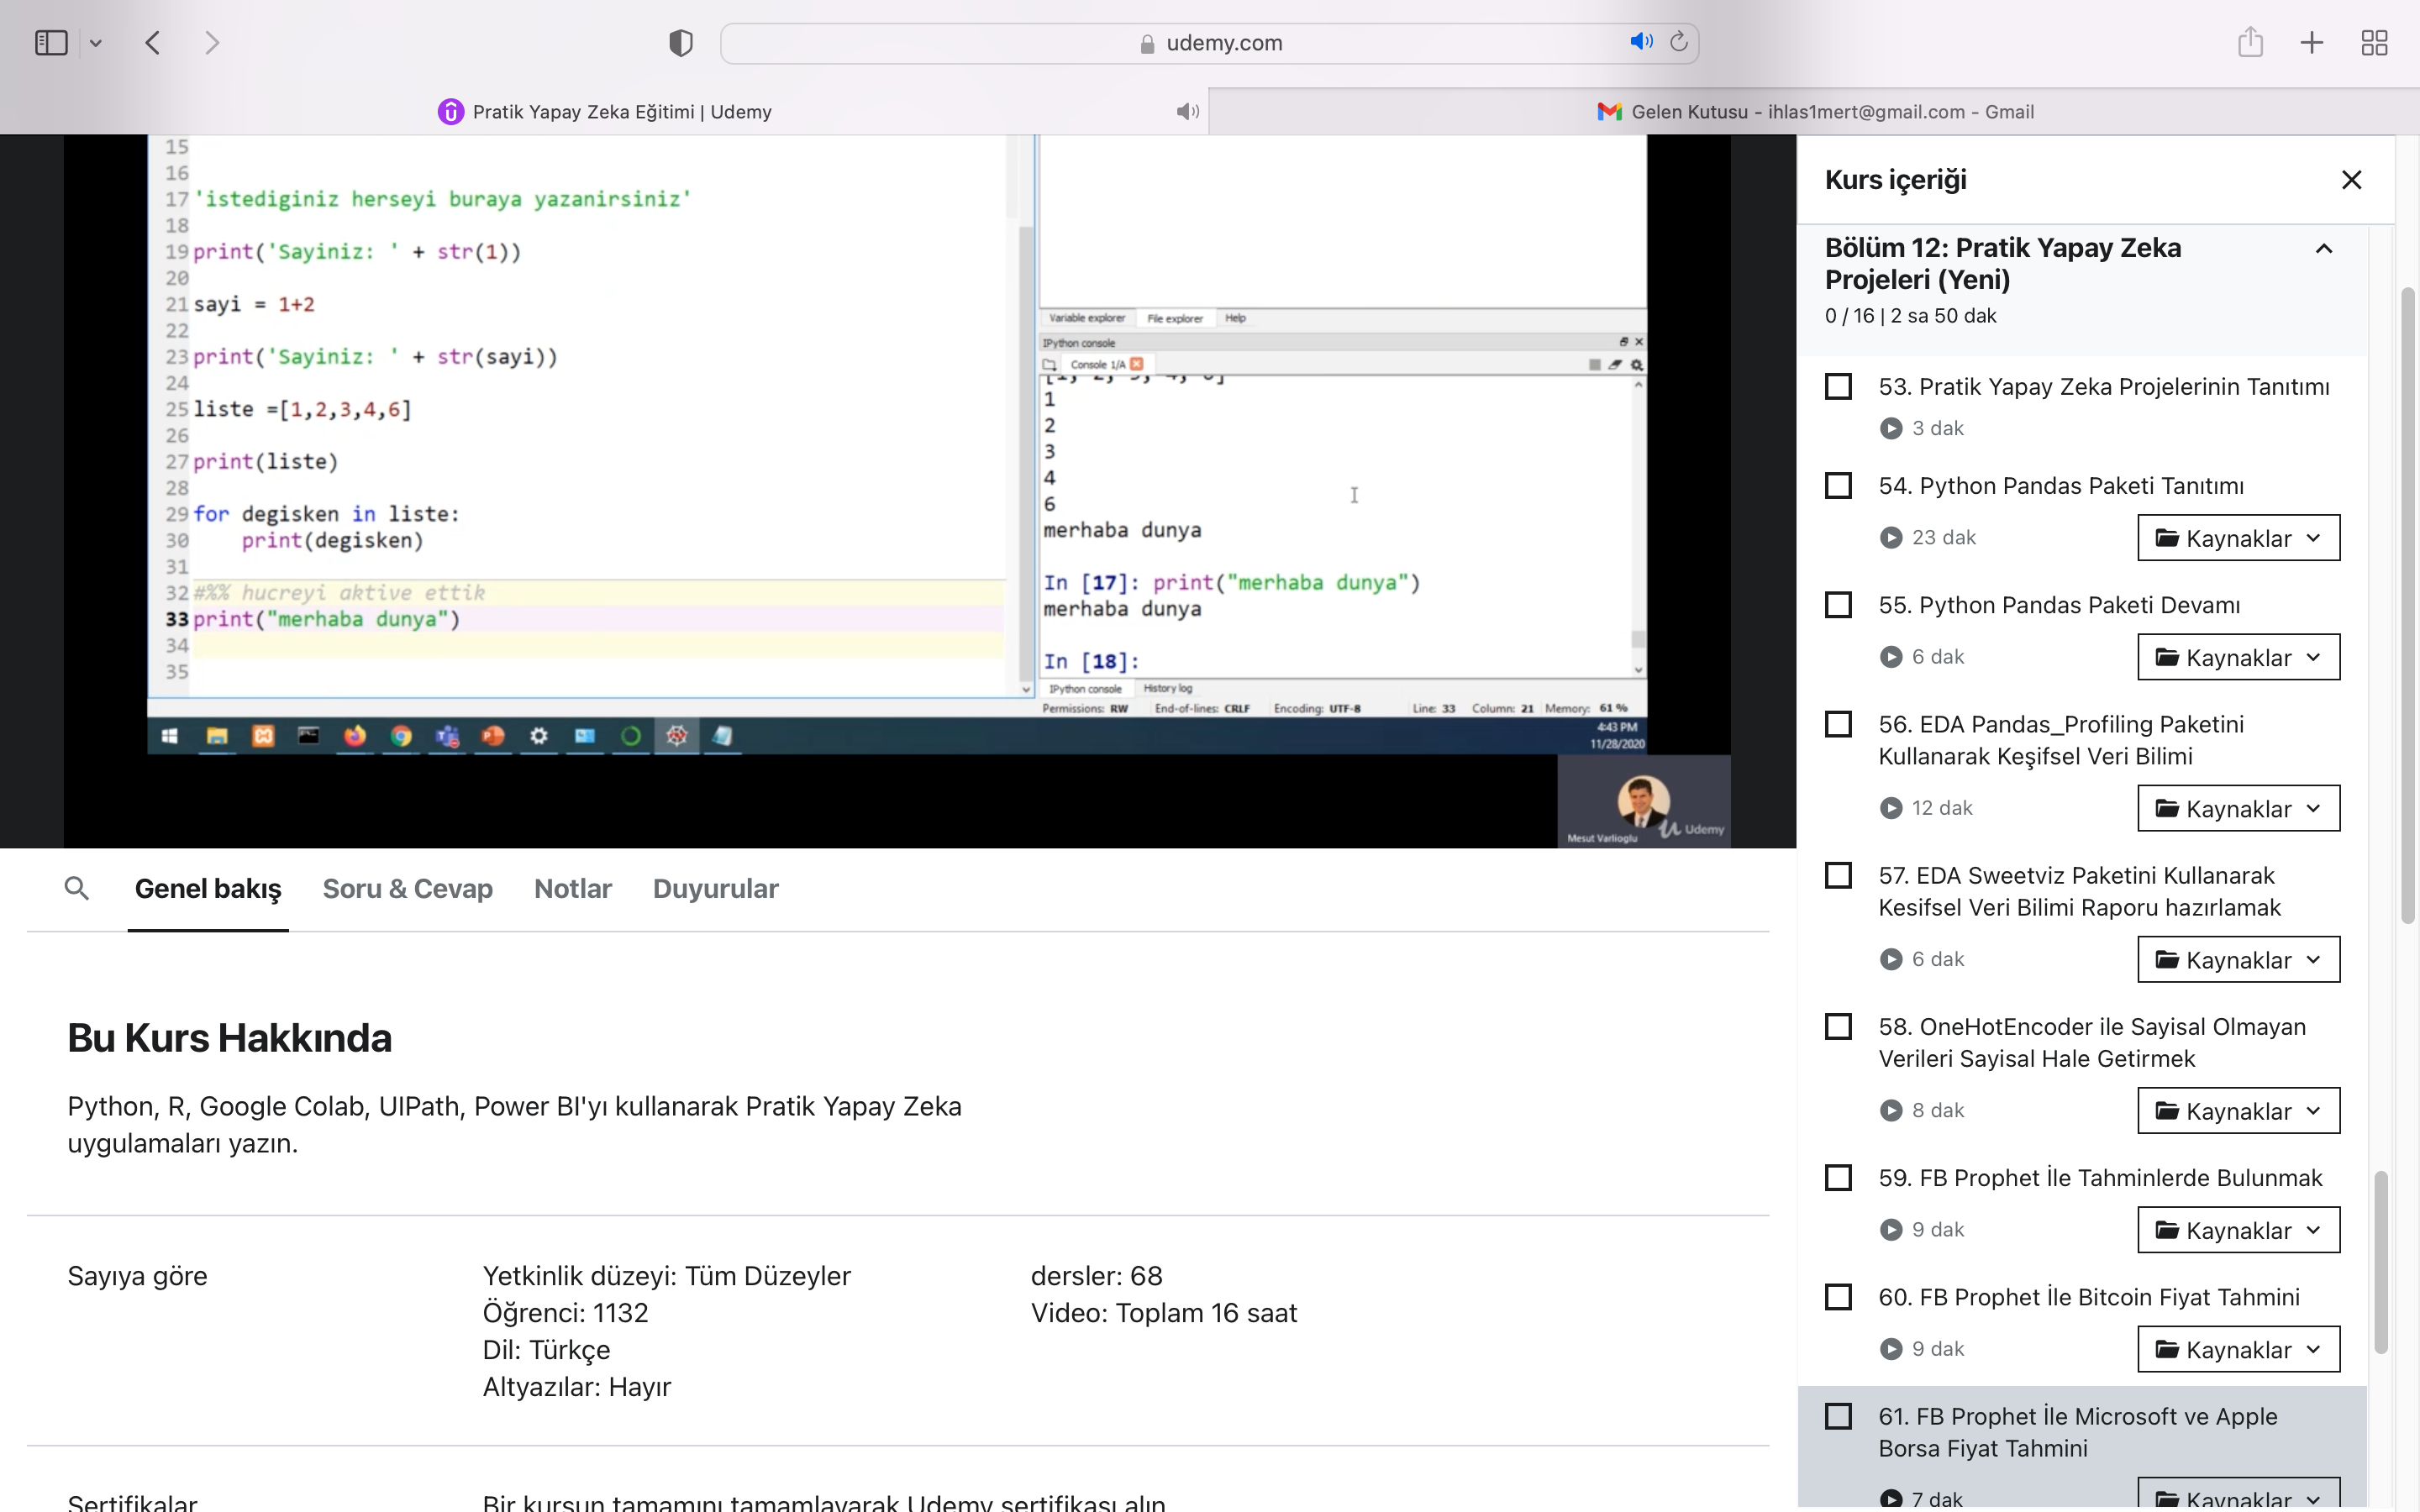 udemy.com
Pratik Yapay Zeka Eğitimi | Udemy
Gelen Kutusu - ihlas1mert@gmail.com - Gmail
15
16
17 'istediginiz herseyi buraya yazanirsiniz'
18
19 print('Sayiniz: ' + str(1))
20
21 sayi = 1+2
22
23 print('Sayiniz: ' + str(sayi))
24
25 liste =[1,2,3,4,6]
26
27 print(liste)
28
29 for degisken in liste:
30 print(degisken)
31
32 #%% hucreyi aktive ettik
33 print("merhaba dunya")
34
35
Variable explorer File explorer Help
IPython console
Console 1/A
[1, 2, 3, 4, 6]
1
2
3
4
6
merhaba dunya
In [17]: print("merhaba dunya")
merhaba dunya
In [18]:
IPython console History log
Permissions: RW End-of-lines: CRLF Encoding: UTF-8 Line: 33 Column: 21 Memory: 61 %
4:43 PM
11/28/2020
Mesut Varlioglu
Udemy
Genel bakış Soru & Cevap Notlar Duyurular
Bu Kurs Hakkında
Python, R, Google Colab, UIPath, Power BI'yı kullanarak Pratik Yapay Zeka
uygulamaları yazın.
Sayıya göre
Yetkinlik düzeyi: Tüm Düzeyler
Öğrenci: 1132
Dil: Türkçe
Altyazılar: Hayır
dersler: 68
Video: Toplam 16 saat
Sertifikalar
Bir kursun tamamını tamamlayarak Udemy sertifikası alın
Kurs içeriği
Bölüm 12: Pratik Yapay Zeka
Projeleri (Yeni)
0 / 16 | 2 sa 50 dak
53. Pratik Yapay Zeka Projelerinin Tanıtımı
3 dak
54. Python Pandas Paketi Tanıtımı
23 dak
Kaynaklar
55. Python Pandas Paketi Devamı
6 dak
Kaynaklar
56. EDA Pandas_Profiling Paketini
Kullanarak Keşifsel Veri Bilimi
12 dak
Kaynaklar
57. EDA Sweetviz Paketini Kullanarak
Kesifsel Veri Bilimi Raporu hazırlamak
6 dak
Kaynaklar
58. OneHotEncoder ile Sayisal Olmayan
Verileri Sayisal Hale Getirmek
8 dak
Kaynaklar
59. FB Prophet İle Tahminlerde Bulunmak
9 dak
Kaynaklar
60. FB Prophet İle Bitcoin Fiyat Tahmini
9 dak
Kaynaklar
61. FB Prophet İle Microsoft ve Apple
Borsa Fiyat Tahmini
7 dak
Kaynaklar